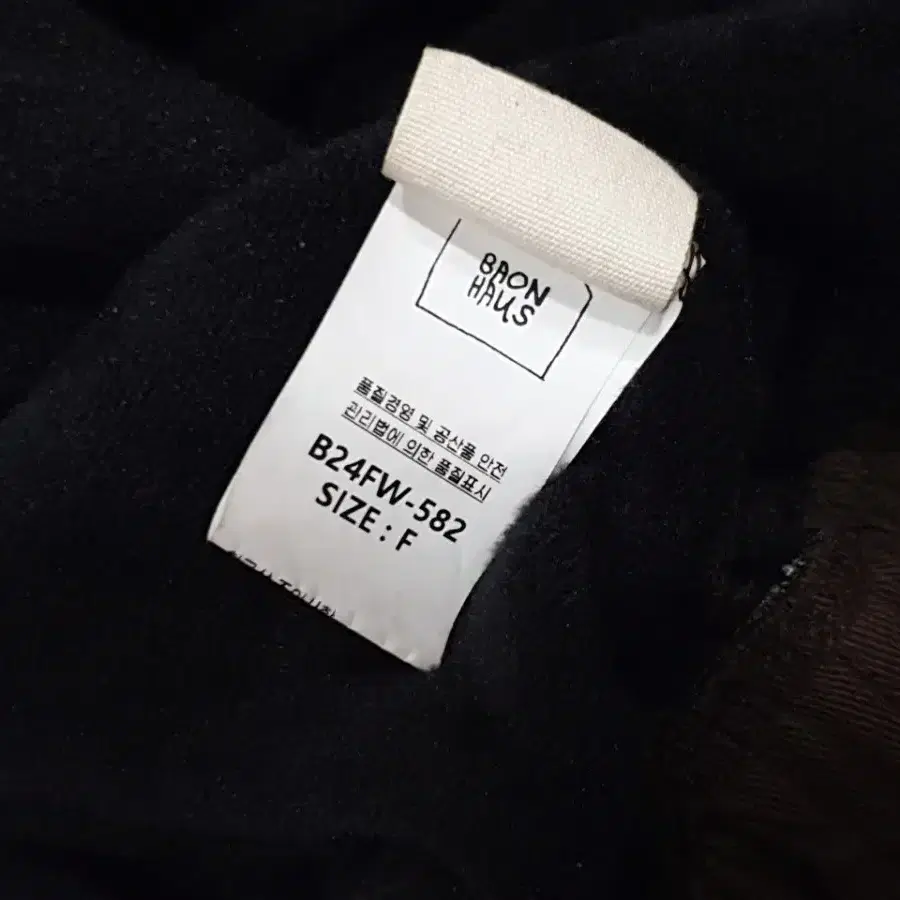 BAON
HAUS
품질경영 및 공산품 안전
관리법에 의한 품질표시
B24FW-582
SIZE : F